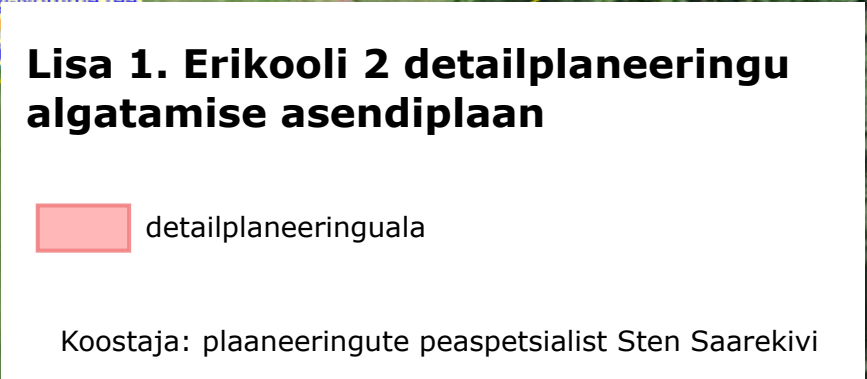 Lisa 1. Erikooli 2 detailplaneeringu
algatamise asendiplaan
detailplaneeringuala
Koostaja: plaaneeringute peaspetsialist Sten Saarekivi